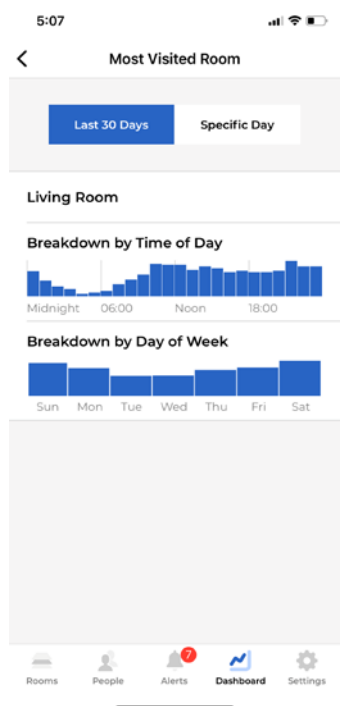 5:07
Most Visited Room
Last 30 Days Specific Day
Living Room
Breakdown by Time of Day
Midnight 06:00 Noon 18:00
Breakdown by Day of Week
Sun Mon Tue Wed Thu Fri Sat
7
Rooms People Alerts Dashboard Settings